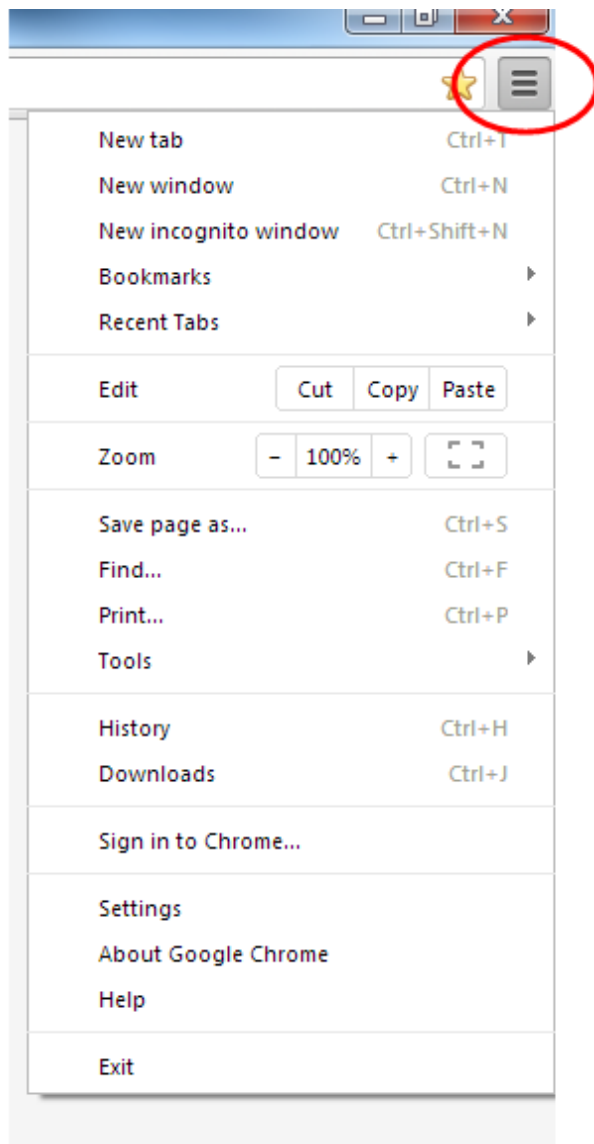 New tab Ctrl+T
New window Ctrl+N
New incognito window Ctrl+Shift+N
Bookmarks
Recent Tabs
Edit Cut Copy Paste
Zoom - 100% +
Save page as... Ctrl+S
Find... Ctrl+F
Print... Ctrl+P
Tools
History Ctrl+H
Downloads Ctrl+J
Sign in to Chrome...
Settings
About Google Chrome
Help
Exit